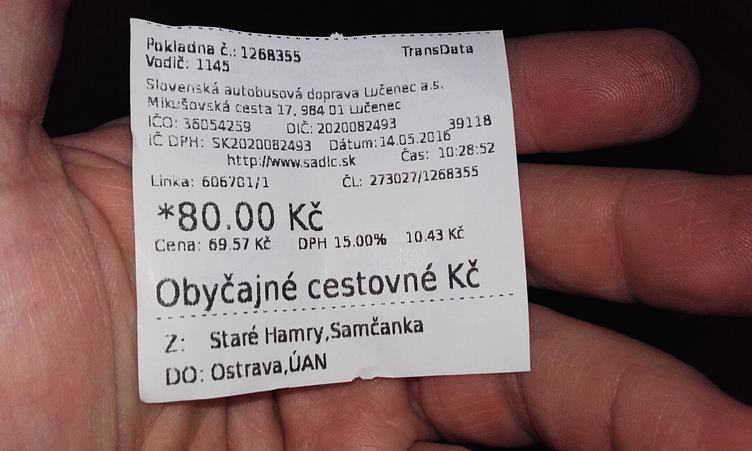 Pokladna č.: 1268355 TransData
Vodič: 1145
Slovenská autobusová doprava Lučenec a.s.
Mikušovská cesta 17, 984 01 Lučenec
IČO: 36054259 DIČ: 2020082493 39118
IČ DPH: SK2020082493 Dátum: 14.05.2016
http://www.sadlc.sk Čas: 10:28:52
Linka: 606701/1 ČL: 273027/1268355
*80.00 Kč
Cena: 69.57 Kč DPH 15.00% 10.43 Kč
Obyčajné cestovné Kč
Z: Staré Hamry,Samčanka
DO: Ostrava,ÚAN